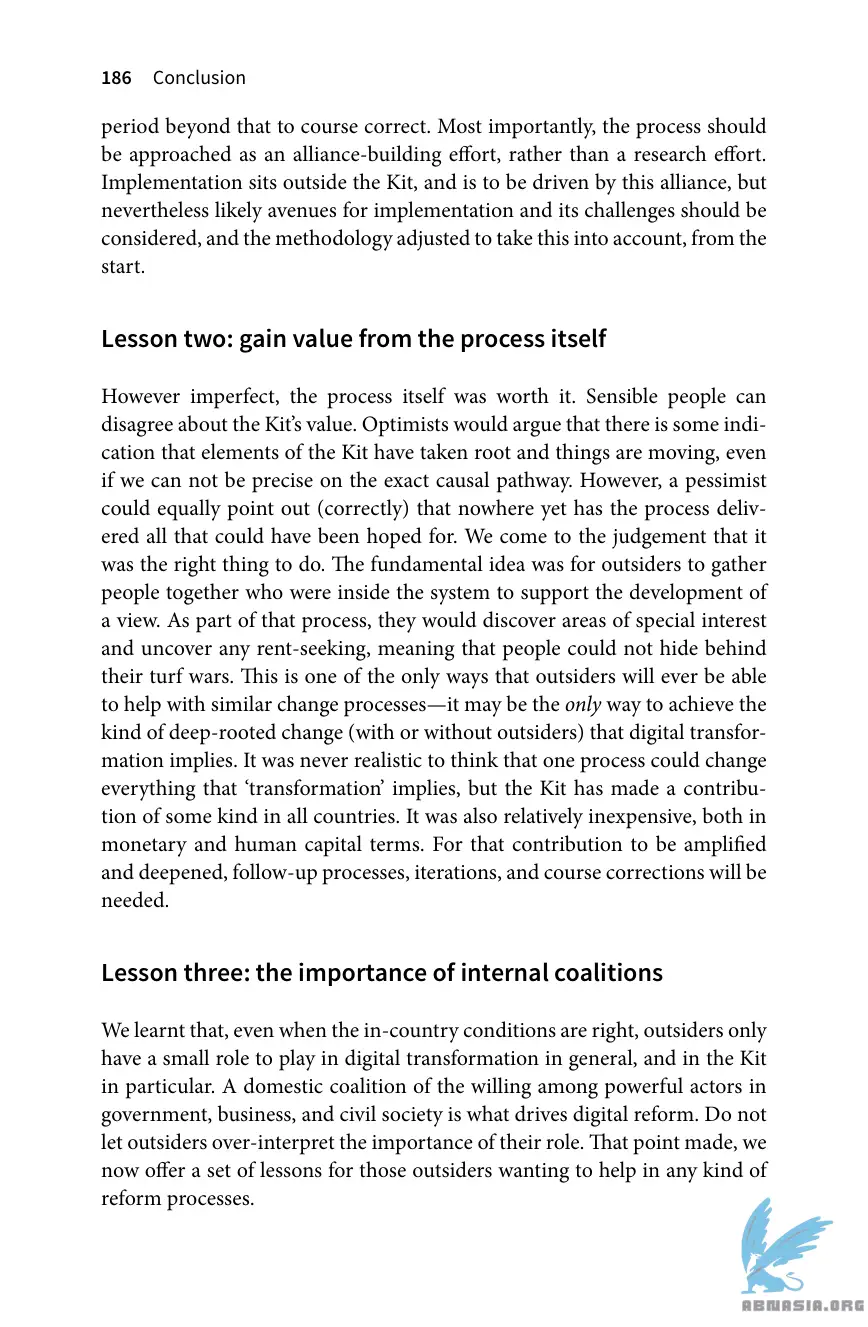 186 Conclusion
period beyond that to course correct. Most importantly, the process should
be approached as an alliance-building effort, rather than a research effort.
Implementation sits outside the Kit, and is to be driven by this alliance, but
nevertheless likely avenues for implementation and its challenges should be
considered, and the methodology adjusted to take this into account, from the
start.
Lesson two: gain value from the process itself
However imperfect, the process itself was worth it. Sensible people can
disagree about the Kit’s value. Optimists would argue that there is some indi-
cation that elements of the Kit have taken root and things are moving, even
if we can not be precise on the exact causal pathway. However, a pessimist
could equally point out (correctly) that nowhere yet has the process deliv-
ered all that could have been hoped for. We come to the judgement that it
was the right thing to do. The fundamental idea was for outsiders to gather
people together who were inside the system to support the development of
a view. As part of that process, they would discover areas of special interest
and uncover any rent-seeking, meaning that people could not hide behind
their turf wars. This is one of the only ways that outsiders will ever be able
to help with similar change processes—it may be the only way to achieve the
kind of deep-rooted change (with or without outsiders) that digital transfor-
mation implies. It was never realistic to think that one process could change
everything that ‘transformation’ implies, but the Kit has made a contribu-
tion of some kind in all countries. It was also relatively inexpensive, both in
monetary and human capital terms. For that contribution to be amplified
and deepened, follow-up processes, iterations, and course corrections will be
needed.
Lesson three: the importance of internal coalitions
We learnt that, even when the in-country conditions are right, outsiders only
have a small role to play in digital transformation in general, and in the Kit
in particular. A domestic coalition of the willing among powerful actors in
government, business, and civil society is what drives digital reform. Do not
let outsiders over-interpret the importance of their role. That point made, we
now offer a set of lessons for those outsiders wanting to help in any kind of
reform processes.
ABNASIA.ORG